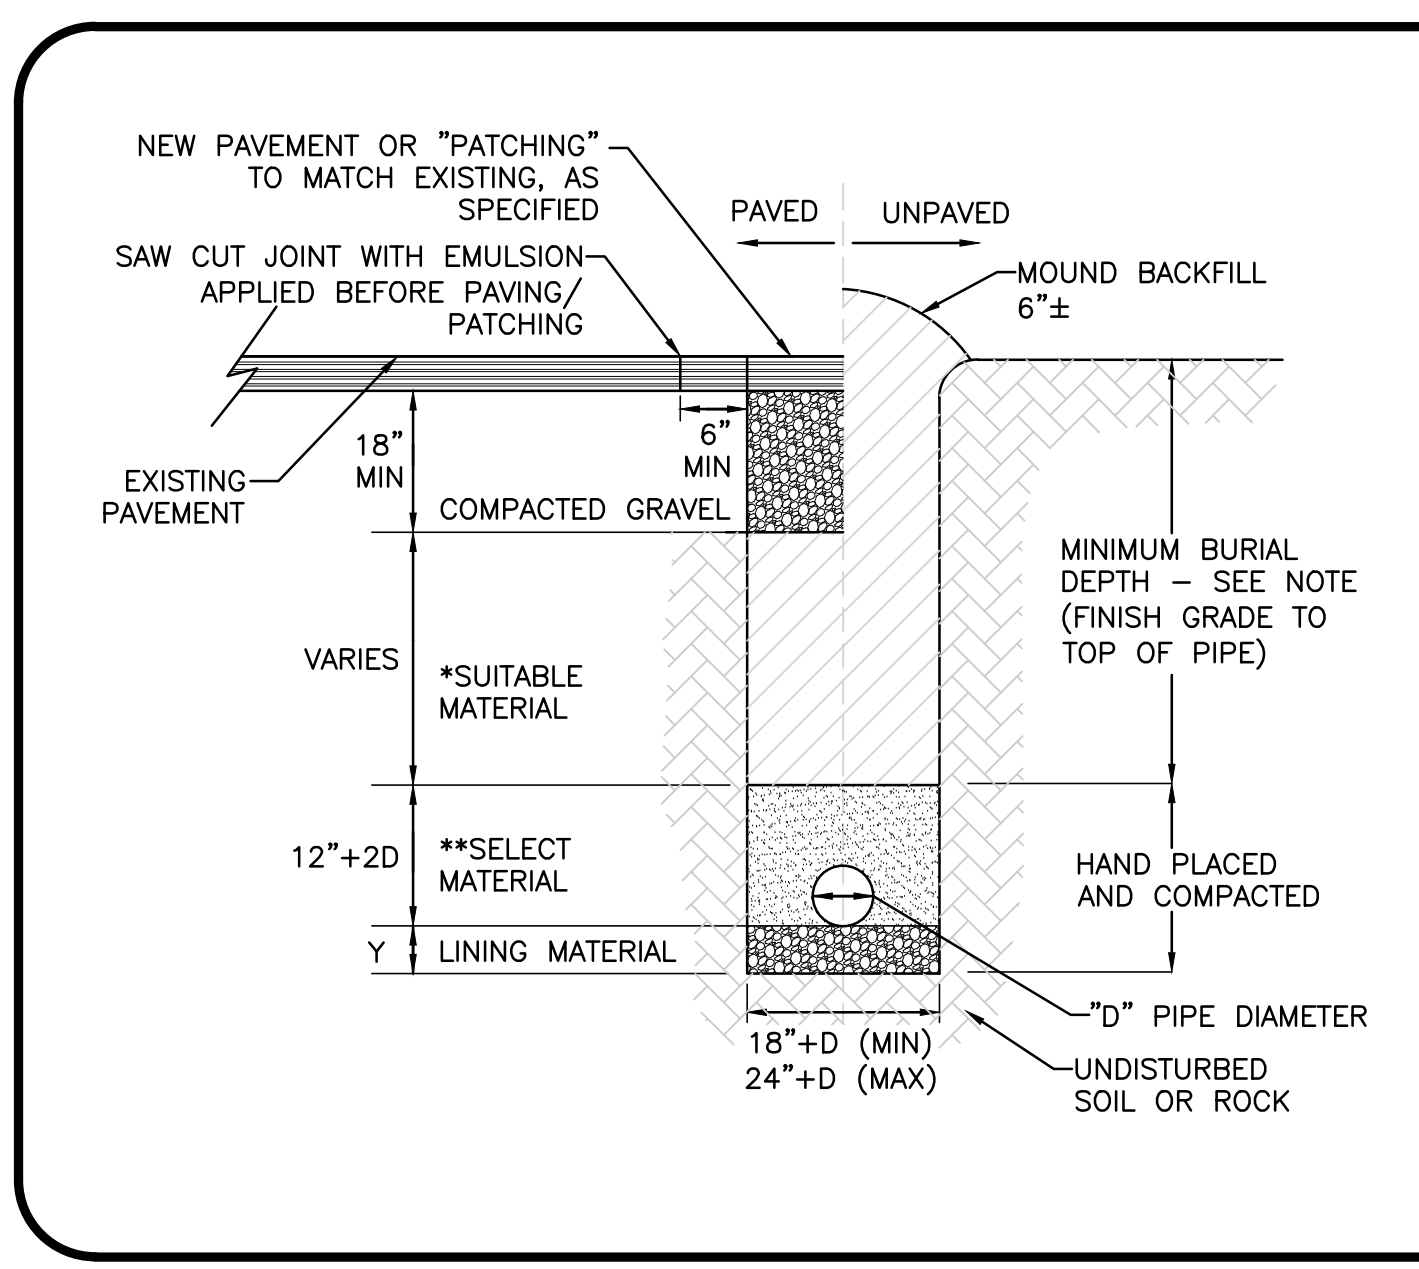 NEW PAVEMENT OR "PATCHING"
TO MATCH EXISTING, AS
SPECIFIED
SAW CUT JOINT WITH EMULSION
APPLIED BEFORE PAVING/
PATCHING
PAVED
UNPAVED
MOUND BACKFILL
6"±
18"
MIN
6"
MIN
EXISTING
PAVEMENT
COMPACTED GRAVEL
MINIMUM BURIAL
DEPTH – SEE NOTE
(FINISH GRADE TO
TOP OF PIPE)
VARIES
*SUITABLE
MATERIAL
12"+2D
**SELECT
MATERIAL
HAND PLACED
AND COMPACTED
Y
LINING MATERIAL
"D" PIPE DIAMETER
18"+D (MIN)
24"+D (MAX)
UNDISTURBED
SOIL OR ROCK